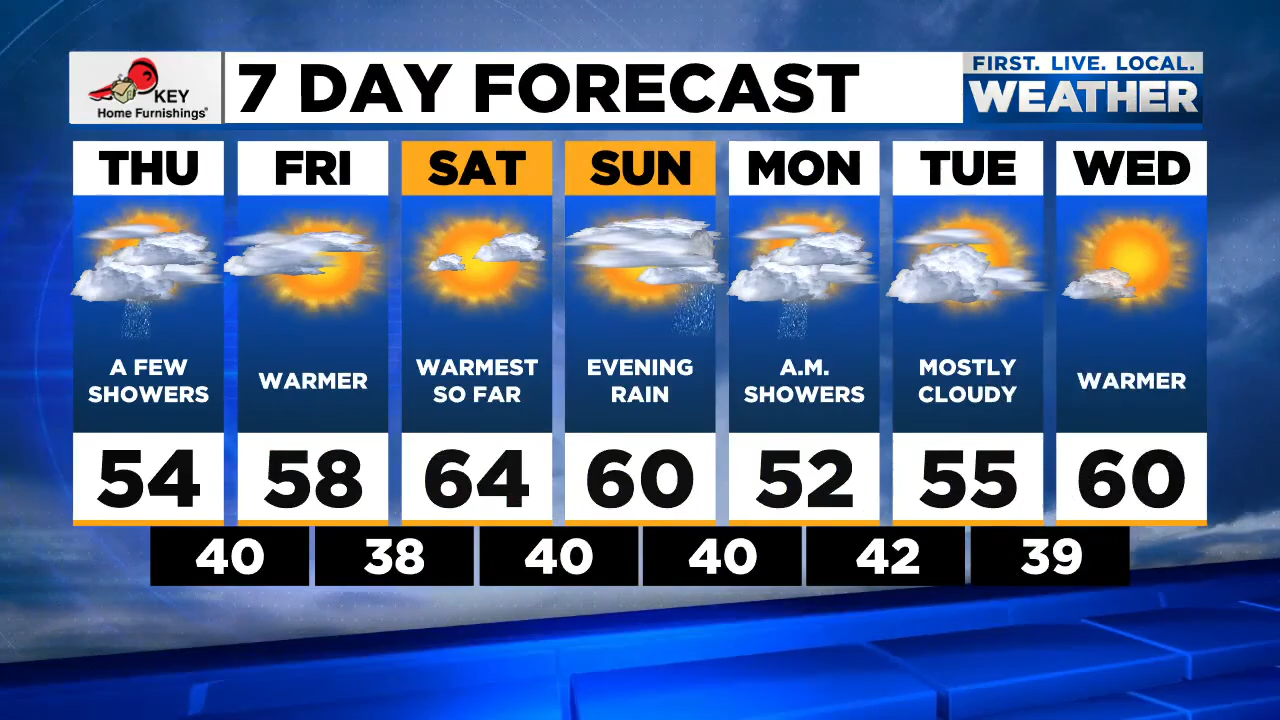 KEY
Home Furnishings®
7 DAY FORECAST
FIRST. LIVE. LOCAL.
WEATHER
THU
FRI
SAT
SUN
MON
TUE
WED
A FEW
SHOWERS
WARMER
WARMEST
SO FAR
EVENING
RAIN
A.M.
SHOWERS
MOSTLY
CLOUDY
WARMER
54
58
64
60
52
55
60
40
38
40
40
42
39